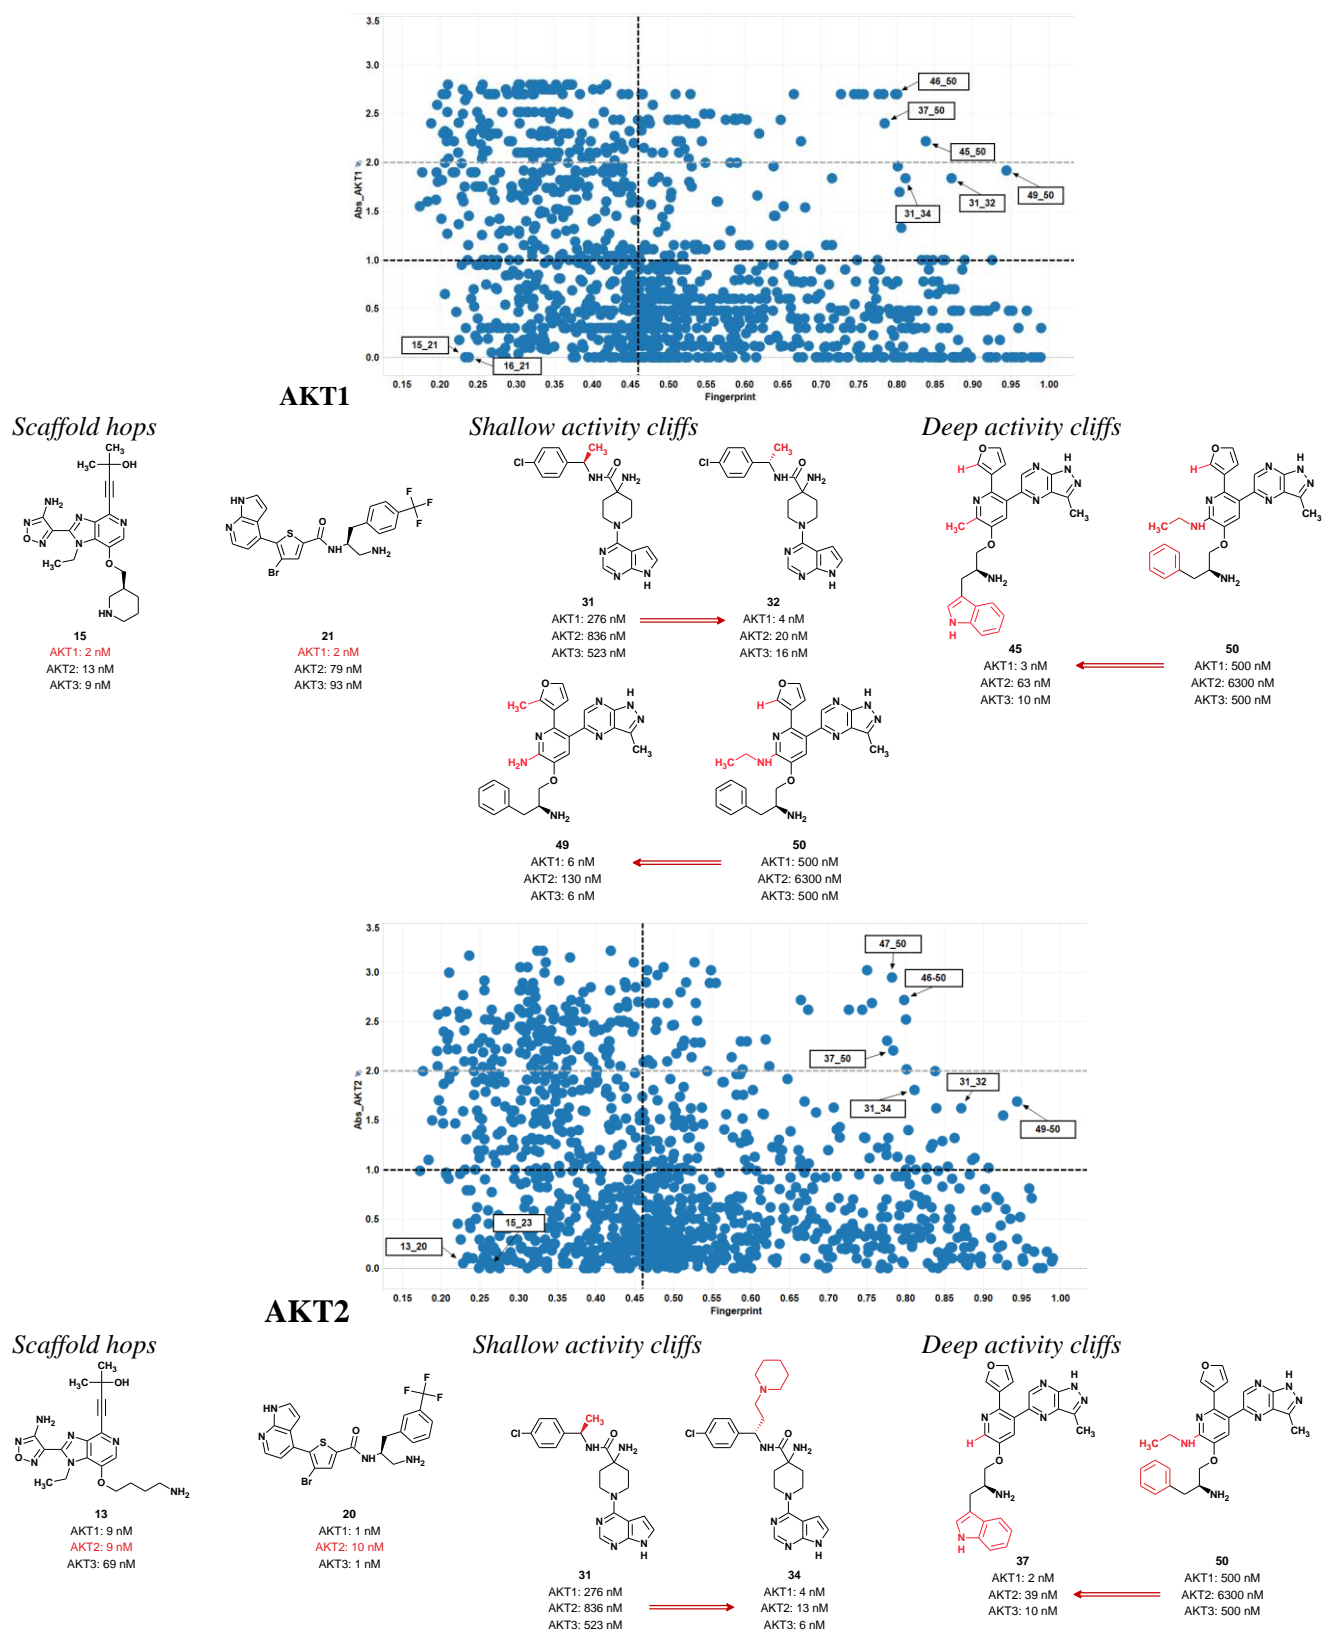 3.5
3.0
2.5
2.0
1.5
1.0
0.5
0.0
Abs_AKT1
46_50
37_50
45_50
49_50
31_32
31_34
15_21
16_21
0.15 0.20 0.25 0.30 0.35 0.40 0.45 0.50 0.55 0.60 0.65 0.70 0.75 0.80 0.85 0.90 0.95 1.00
Fingerprint
AKT1
Scaffold hops
Shallow activity cliffs
Deep activity cliffs
15
AKT1: 2 nM
AKT2: 13 nM
AKT3: 9 nM
21
AKT1: 2 nM
AKT2: 79 nM
AKT3: 93 nM
31
AKT1: 276 nM
AKT2: 836 nM
AKT3: 523 nM
32
AKT1: 4 nM
AKT2: 20 nM
AKT3: 16 nM
45
AKT1: 3 nM
AKT2: 63 nM
AKT3: 10 nM
50
AKT1: 500 nM
AKT2: 6300 nM
AKT3: 500 nM
49
AKT1: 6 nM
AKT2: 130 nM
AKT3: 6 nM
50
AKT1: 500 nM
AKT2: 6300 nM
AKT3: 500 nM
3.5
3.0
2.5
2.0
1.5
1.0
0.5
0.0
Abs_AKT2
47_50
46-50
37_50
31_32
31_34
49-50
15_23
13_20
0.15 0.20 0.25 0.30 0.35 0.40 0.45 0.50 0.55 0.60 0.65 0.70 0.75 0.80 0.85 0.90 0.95 1.00
Fingerprint
AKT2
Scaffold hops
Shallow activity cliffs
Deep activity cliffs
13
AKT1: 9 nM
AKT2: 9 nM
AKT3: 69 nM
20
AKT1: 1 nM
AKT2: 10 nM
AKT3: 1 nM
31
AKT1: 276 nM
AKT2: 836 nM
AKT3: 523 nM
34
AKT1: 4 nM
AKT2: 13 nM
AKT3: 6 nM
37
AKT1: 2 nM
AKT2: 39 nM
AKT3: 10 nM
50
AKT1: 500 nM
AKT2: 6300 nM
AKT3: 500 nM